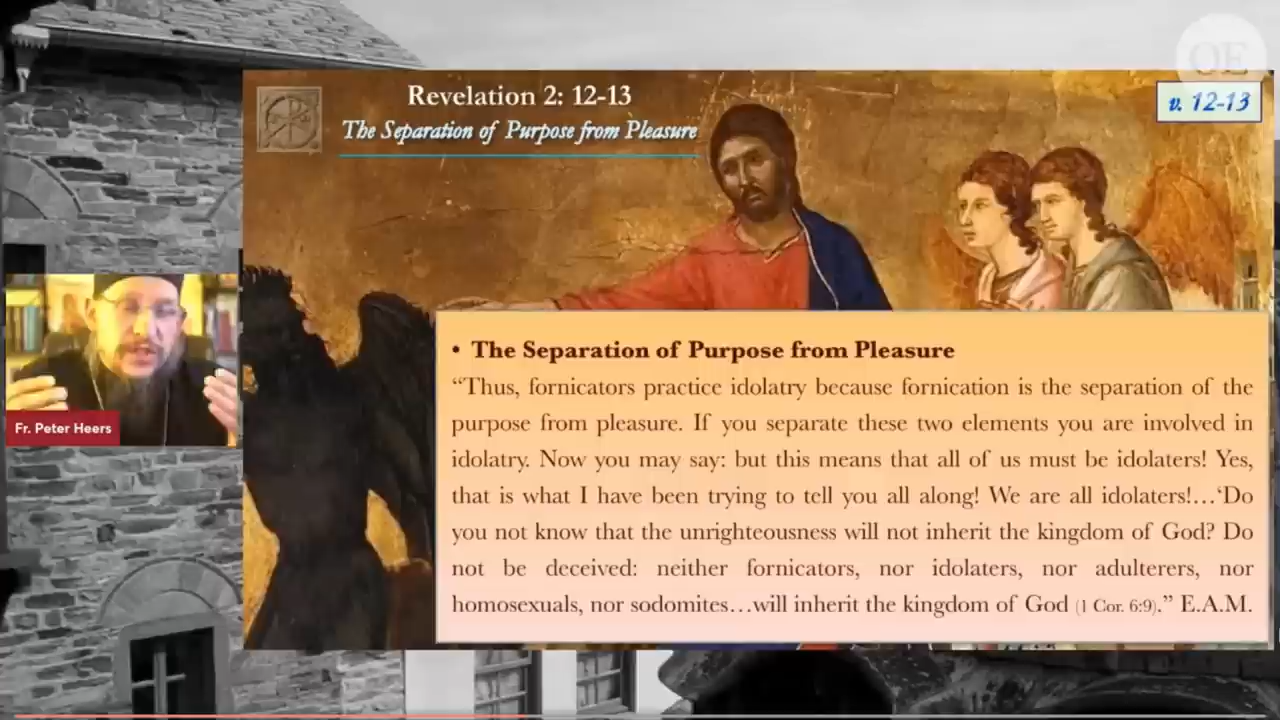 OE
Revelation 2: 12-13
v. 12-13
The Separation of Purpose from Pleasure
• The Separation of Purpose from Pleasure
“Thus, fornicators practice idolatry because fornication is the separation of the
purpose from pleasure. If you separate these two elements you are involved in
idolatry. Now you may say: but this means that all of us must be idolaters! Yes,
that is what I have been trying to tell you all along! We are all idolaters!…‘Do
you not know that the unrighteousness will not inherit the kingdom of God? Do
not be deceived: neither fornicators, nor idolaters, nor adulterers, nor
homosexuals, nor sodomites…will inherit the kingdom of God (1 Cor. 6:9).” E.A.M.
Fr. Peter Heers